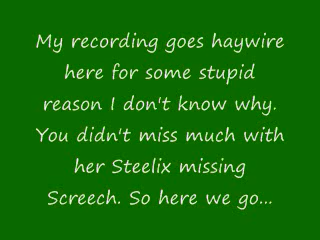 My recording goes haywire
here for some stupid
reason I don't know why.
You didn't miss much with
her Steelix missing
Screech. So here we go...